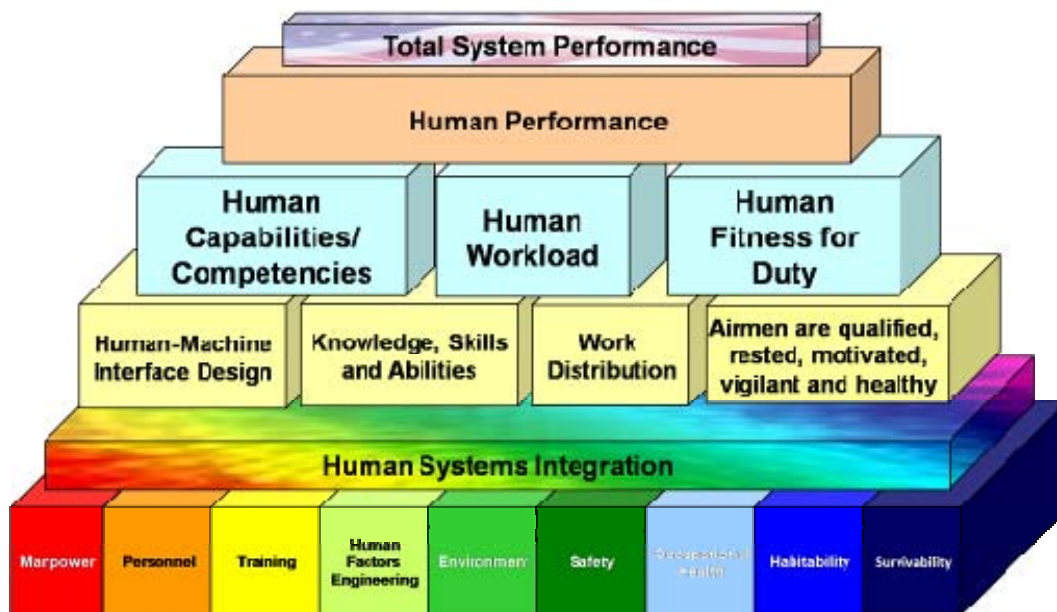 Total System Performance
Human Performance
Human
Capabilities/
Competencies
Human
Workload
Human
Fitness for
Duty
Human-Machine
Interface Design
Knowledge, Skills
and Abilities
Work
Distribution
Airmen are qualified,
rested, motivated,
vigilant and healthy
Human Systems Integration
Manpower
Personnel
Training
Human
Factors
Engineering
Environment
Safety
Occupational
Health
Habitability
Survivability